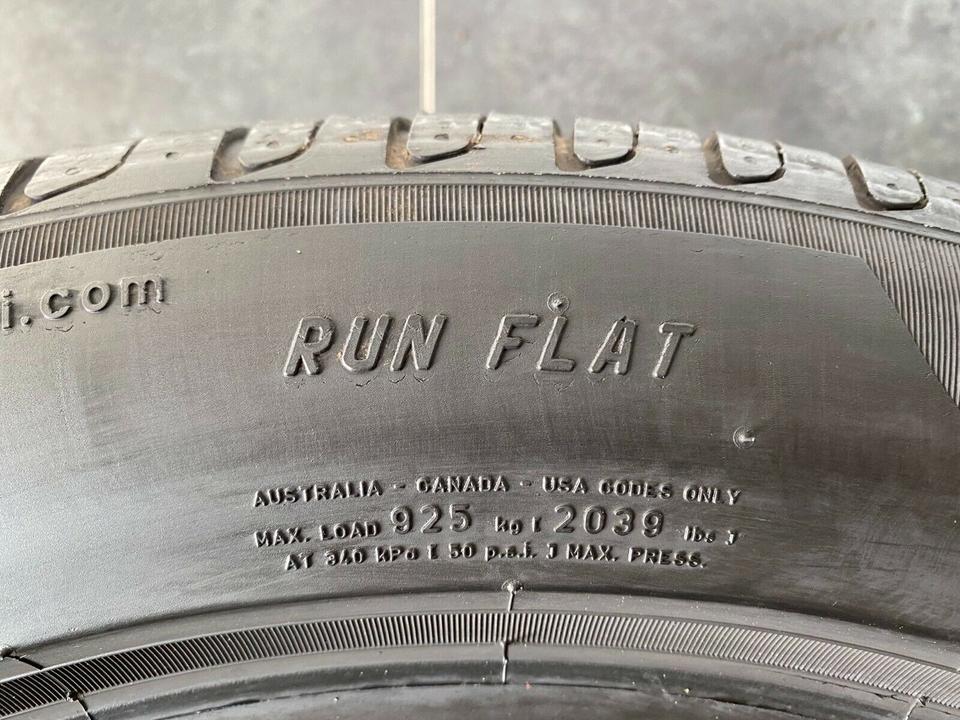 i.com
RUN FLAT
AUSTRALIA - CANADA - USA CODES ONLY
MAX. LOAD 925 kg [ 2039 lbs ]
AT 340 kPa [ 50 p.s.i. ] MAX. PRESS.